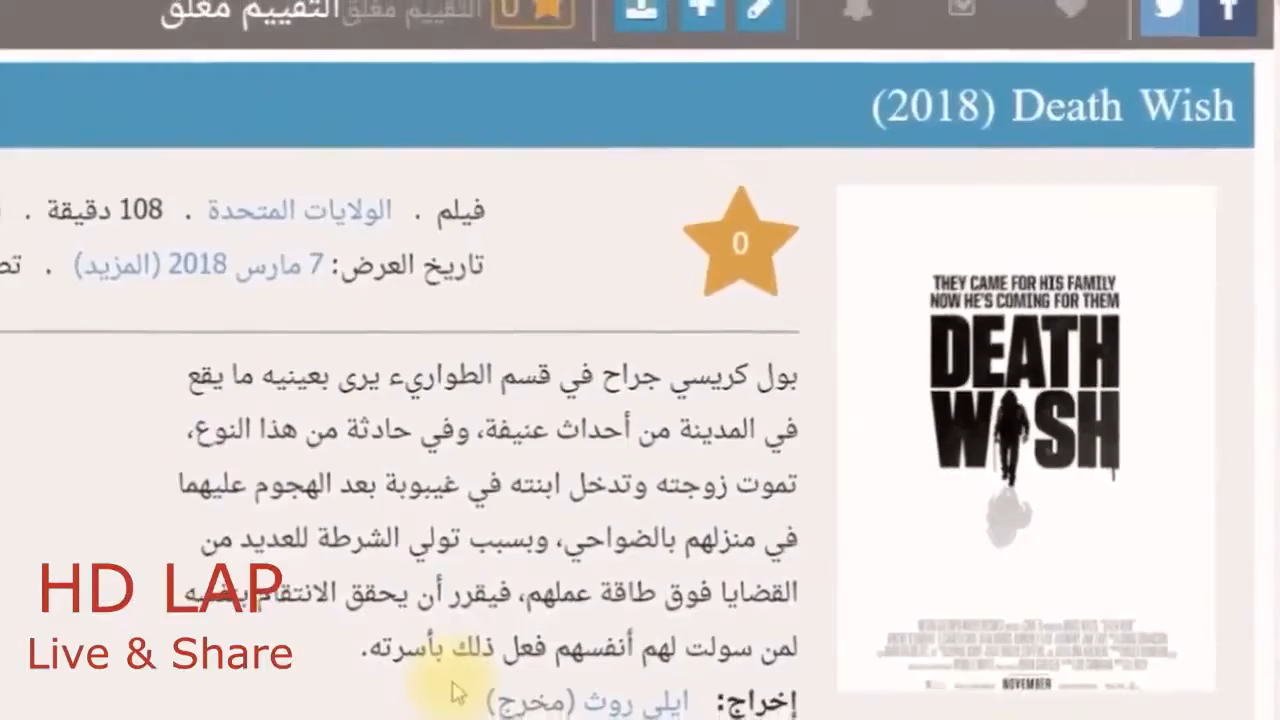 التقييم مغلق
0
(2018) Death Wish
فيلم . الولايات المتحدة . 108 دقيقة .
تاريخ العرض: 7 مارس 2018 (المزيد) .
0
بول كريسي جراح في قسم الطواريء يرى بعينيه ما يقع
في المدينة من أحداث عنيفة، وفي حادثة من هذا النوع،
تموت زوجته وتدخل ابنته في غيبوبة بعد الهجوم عليهما
في منزلهم بالضواحي، وبسبب تولي الشرطة للعديد من
القضايا فوق طاقة عملهم، فيقرر أن يحقق الانتقام بنفسه
لمن سولت لهم أنفسهم فعل ذلك بأسرته.
إخراج: ايلي روث (مخرج)
THEY CAME FOR HIS FAMILY
NOW HE'S COMING FOR THEM
DEATH
WISH
NOVEMBER
HD LAP
Live & Share